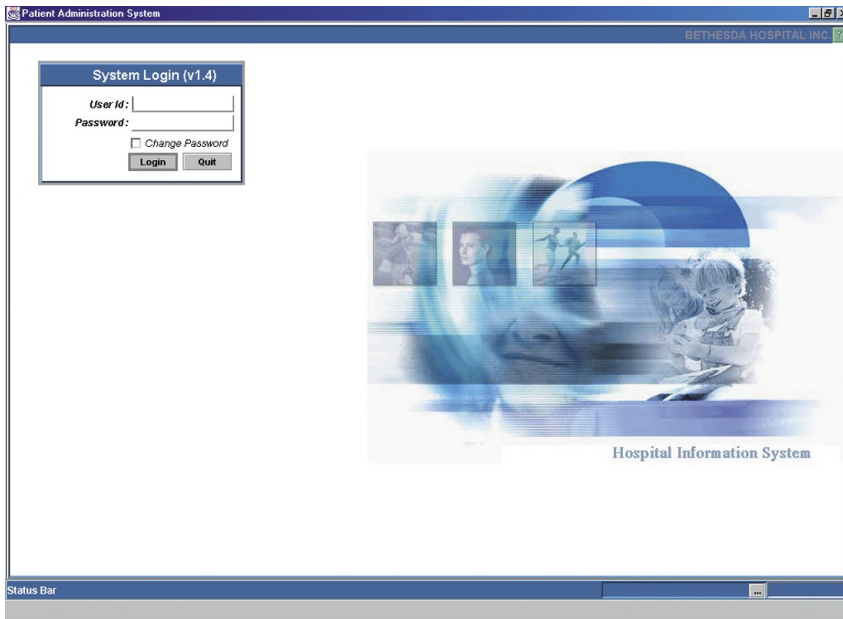 Patient Administration System
BETHESDA HOSPITAL INC. ?
System Login (v1.4)
User Id :
Password :
Change Password
Login Quit
Hospital Information System
Status Bar
...